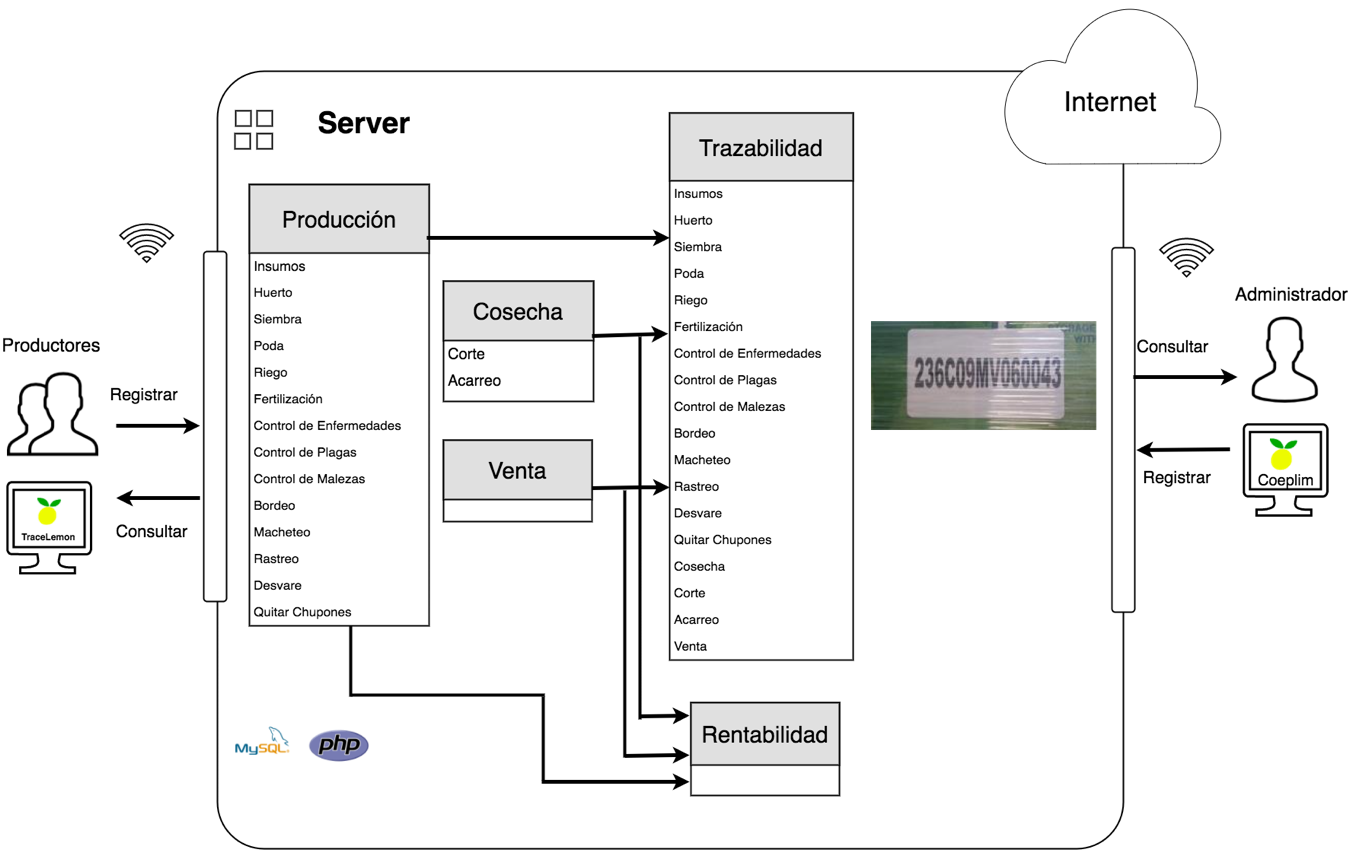 Internet
Server
Trazabilidad
Insumos
Huerto
Siembra
Poda
Riego
Fertilización
Control de Enfermedades
Control de Plagas
Control de Malezas
Bordeo
Macheteo
Rastreo
Desvare
Quitar Chupones
Cosecha
Corte
Acarreo
Venta
Producción
Insumos
Huerto
Siembra
Poda
Riego
Fertilización
Control de Enfermedades
Control de Plagas
Control de Malezas
Bordeo
Macheteo
Rastreo
Desvare
Quitar Chupones
Cosecha
Corte
Acarreo
Venta
Rentabilidad
Productores
Registrar
Consultar
TraceLemon
MySQL
php
236C09MV060043
WITH
Administrador
Consultar
Registrar
Coeplim